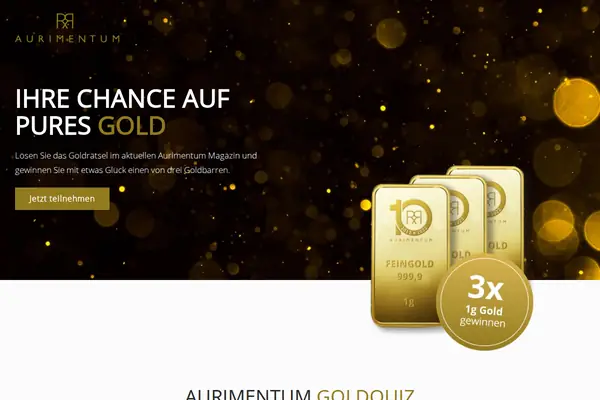 AURIMENTUM
IHRE CHANCE AUF
PURES GOLD
Lösen Sie das Goldrätsel im aktuellen Aurimentum Magazin und
gewinnen Sie mit etwas Glück einen von drei Goldbarren.
Jetzt teilnehmen
10
AURIMENTUM
FEINGOLD
999,9
1g
3x
1g Gold
gewinnen
AURIMENTUM GOLDQUIZ